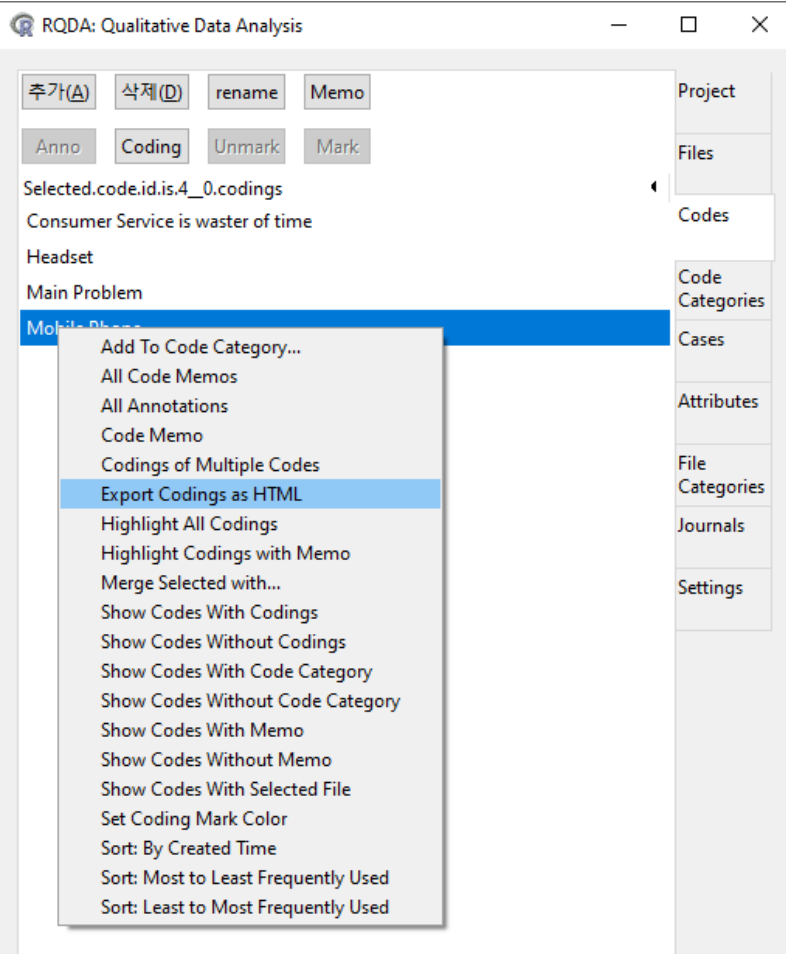 RQDA: Qualitative Data Analysis
추가(A) 삭제(D) rename Memo
Anno Coding Unmark Mark
Selected.code.id.is.4__0.codings
Consumer Service is waster of time
Headset
Main Problem
Mobile Phone
Add To Code Category...
All Code Memos
All Annotations
Code Memo
Codings of Multiple Codes
Export Codings as HTML
Highlight All Codings
Highlight Codings with Memo
Merge Selected with...
Show Codes With Codings
Show Codes Without Codings
Show Codes With Code Category
Show Codes Without Code Category
Show Codes With Memo
Show Codes Without Memo
Show Codes With Selected File
Set Coding Mark Color
Sort: By Created Time
Sort: Most to Least Frequently Used
Sort: Least to Most Frequently Used
Project
Files
Codes
Code
Categories
Cases
Attributes
File
Categories
Journals
Settings